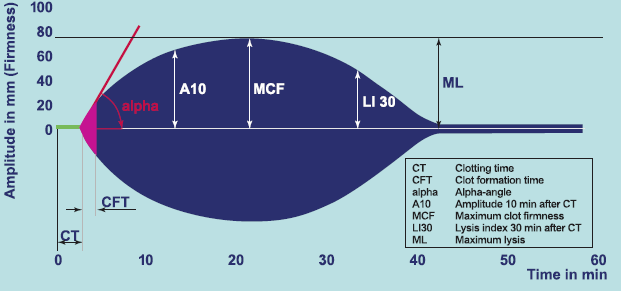 Amplitude in mm (Firmness)
100
80
60
40
20
0
alpha
A10
MCF
LI 30
ML
CFT
CT
CT Clotting time
CFT Clot formation time
alpha Alpha-angle
A10 Amplitude 10 min after CT
MCF Maximum clot firmness
LI30 Lysis index 30 min after CT
ML Maximum lysis
0 10 20 30 40 50 60
Time in min